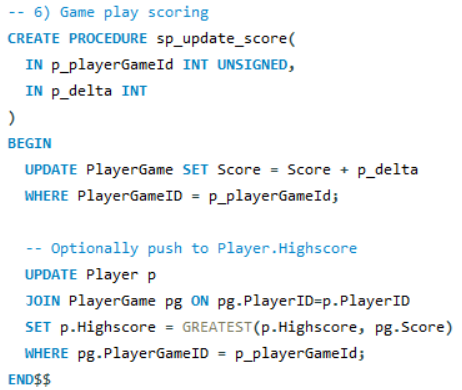 -- 6) Game play scoring
CREATE PROCEDURE sp_update_score(
  IN p_playerGameId INT UNSIGNED,
  IN p_delta INT
)
BEGIN
  UPDATE PlayerGame SET Score = Score + p_delta
  WHERE PlayerGameID = p_playerGameId;

  -- Optionally push to Player.Highscore
  UPDATE Player p
  JOIN PlayerGame pg ON pg.PlayerID=p.PlayerID
  SET p.Highscore = GREATEST(p.Highscore, pg.Score)
  WHERE pg.PlayerGameID = p_playerGameId;
END$$